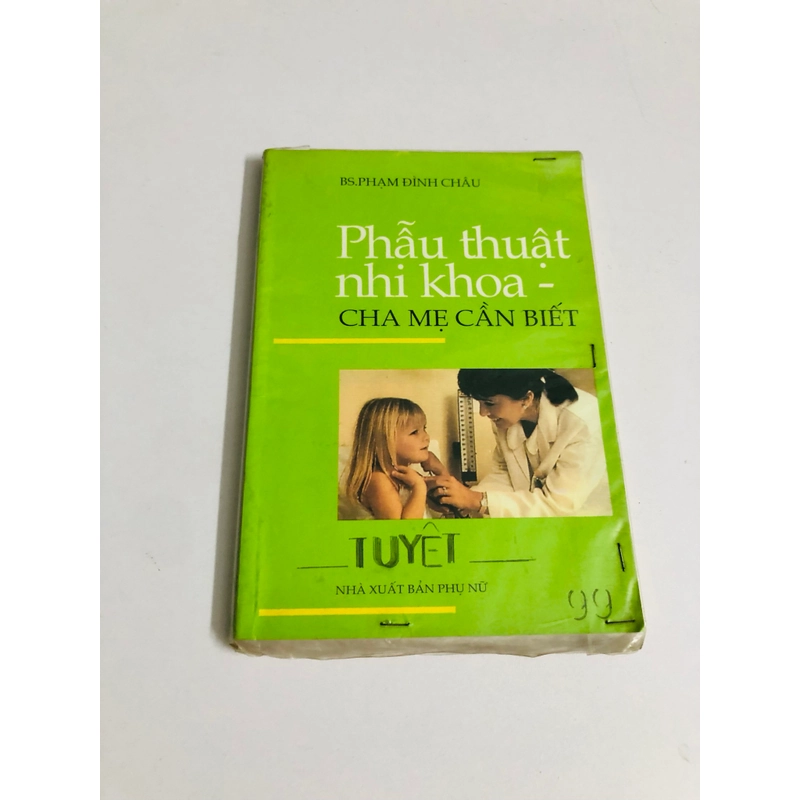 BS.PHẠM ĐÌNH CHÂU
Phẫu thuật
nhi khoa -
CHA MẸ CẦN BIẾT
TUYẾT
NHÀ XUẤT BẢN PHỤ NỮ
99